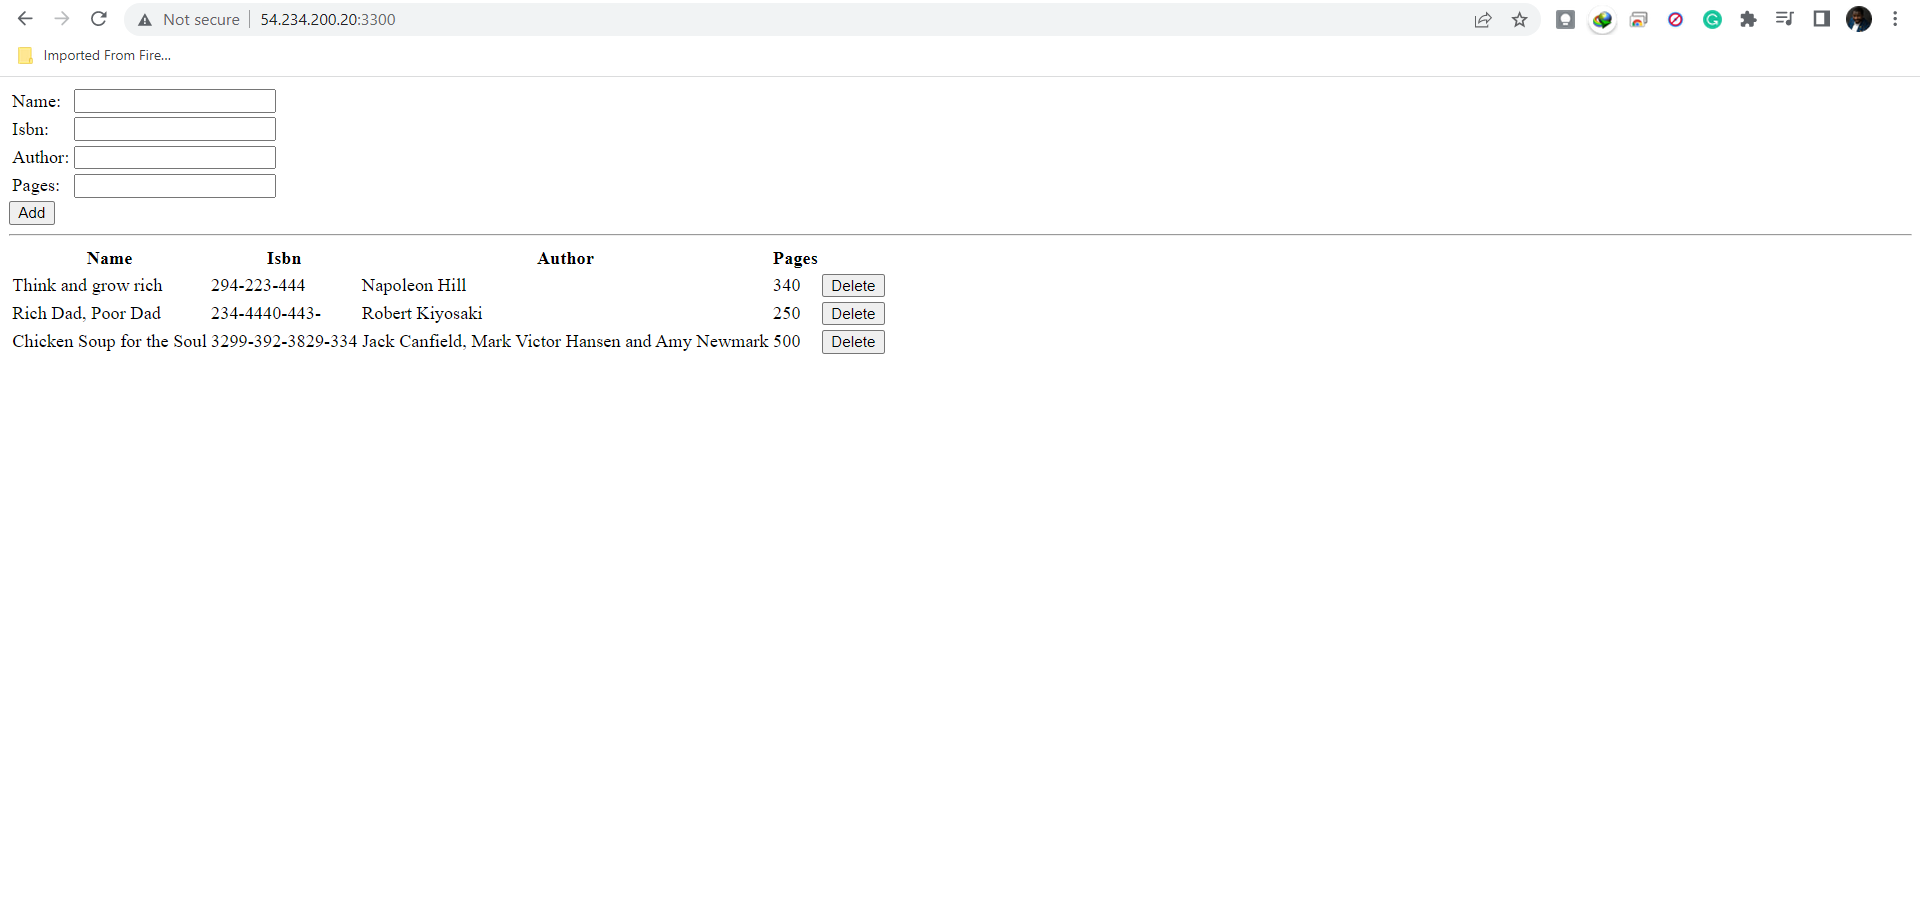 Not secure 54.234.200.20:3300
Imported From Fire...
Name:
Isbn:
Author:
Pages:
Add
Name Isbn Author Pages
Think and grow rich 294-223-444 Napoleon Hill 340 Delete
Rich Dad, Poor Dad 234-4440-443- Robert Kiyosaki 250 Delete
Chicken Soup for the Soul 3299-392-3829-334 Jack Canfield, Mark Victor Hansen and Amy Newmark 500 Delete